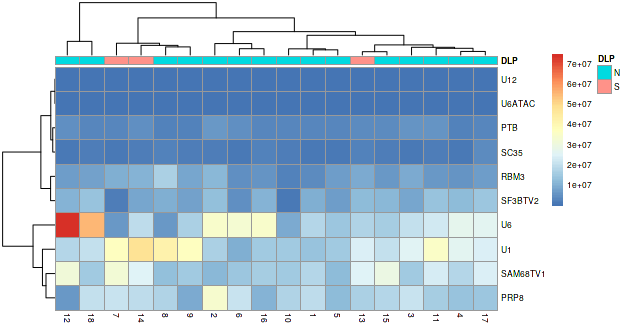 DLP
U12
U6ATAC
PTB
SC35
RBM3
SF3BTV2
U6
U1
SAM68TV1
PRP8
12 18 7 14 8 9 2 6 16 10 1 5 13 15 3 11 4 17
7e+07
6e+07
5e+07
4e+07
3e+07
2e+07
1e+07
DLP
N
S